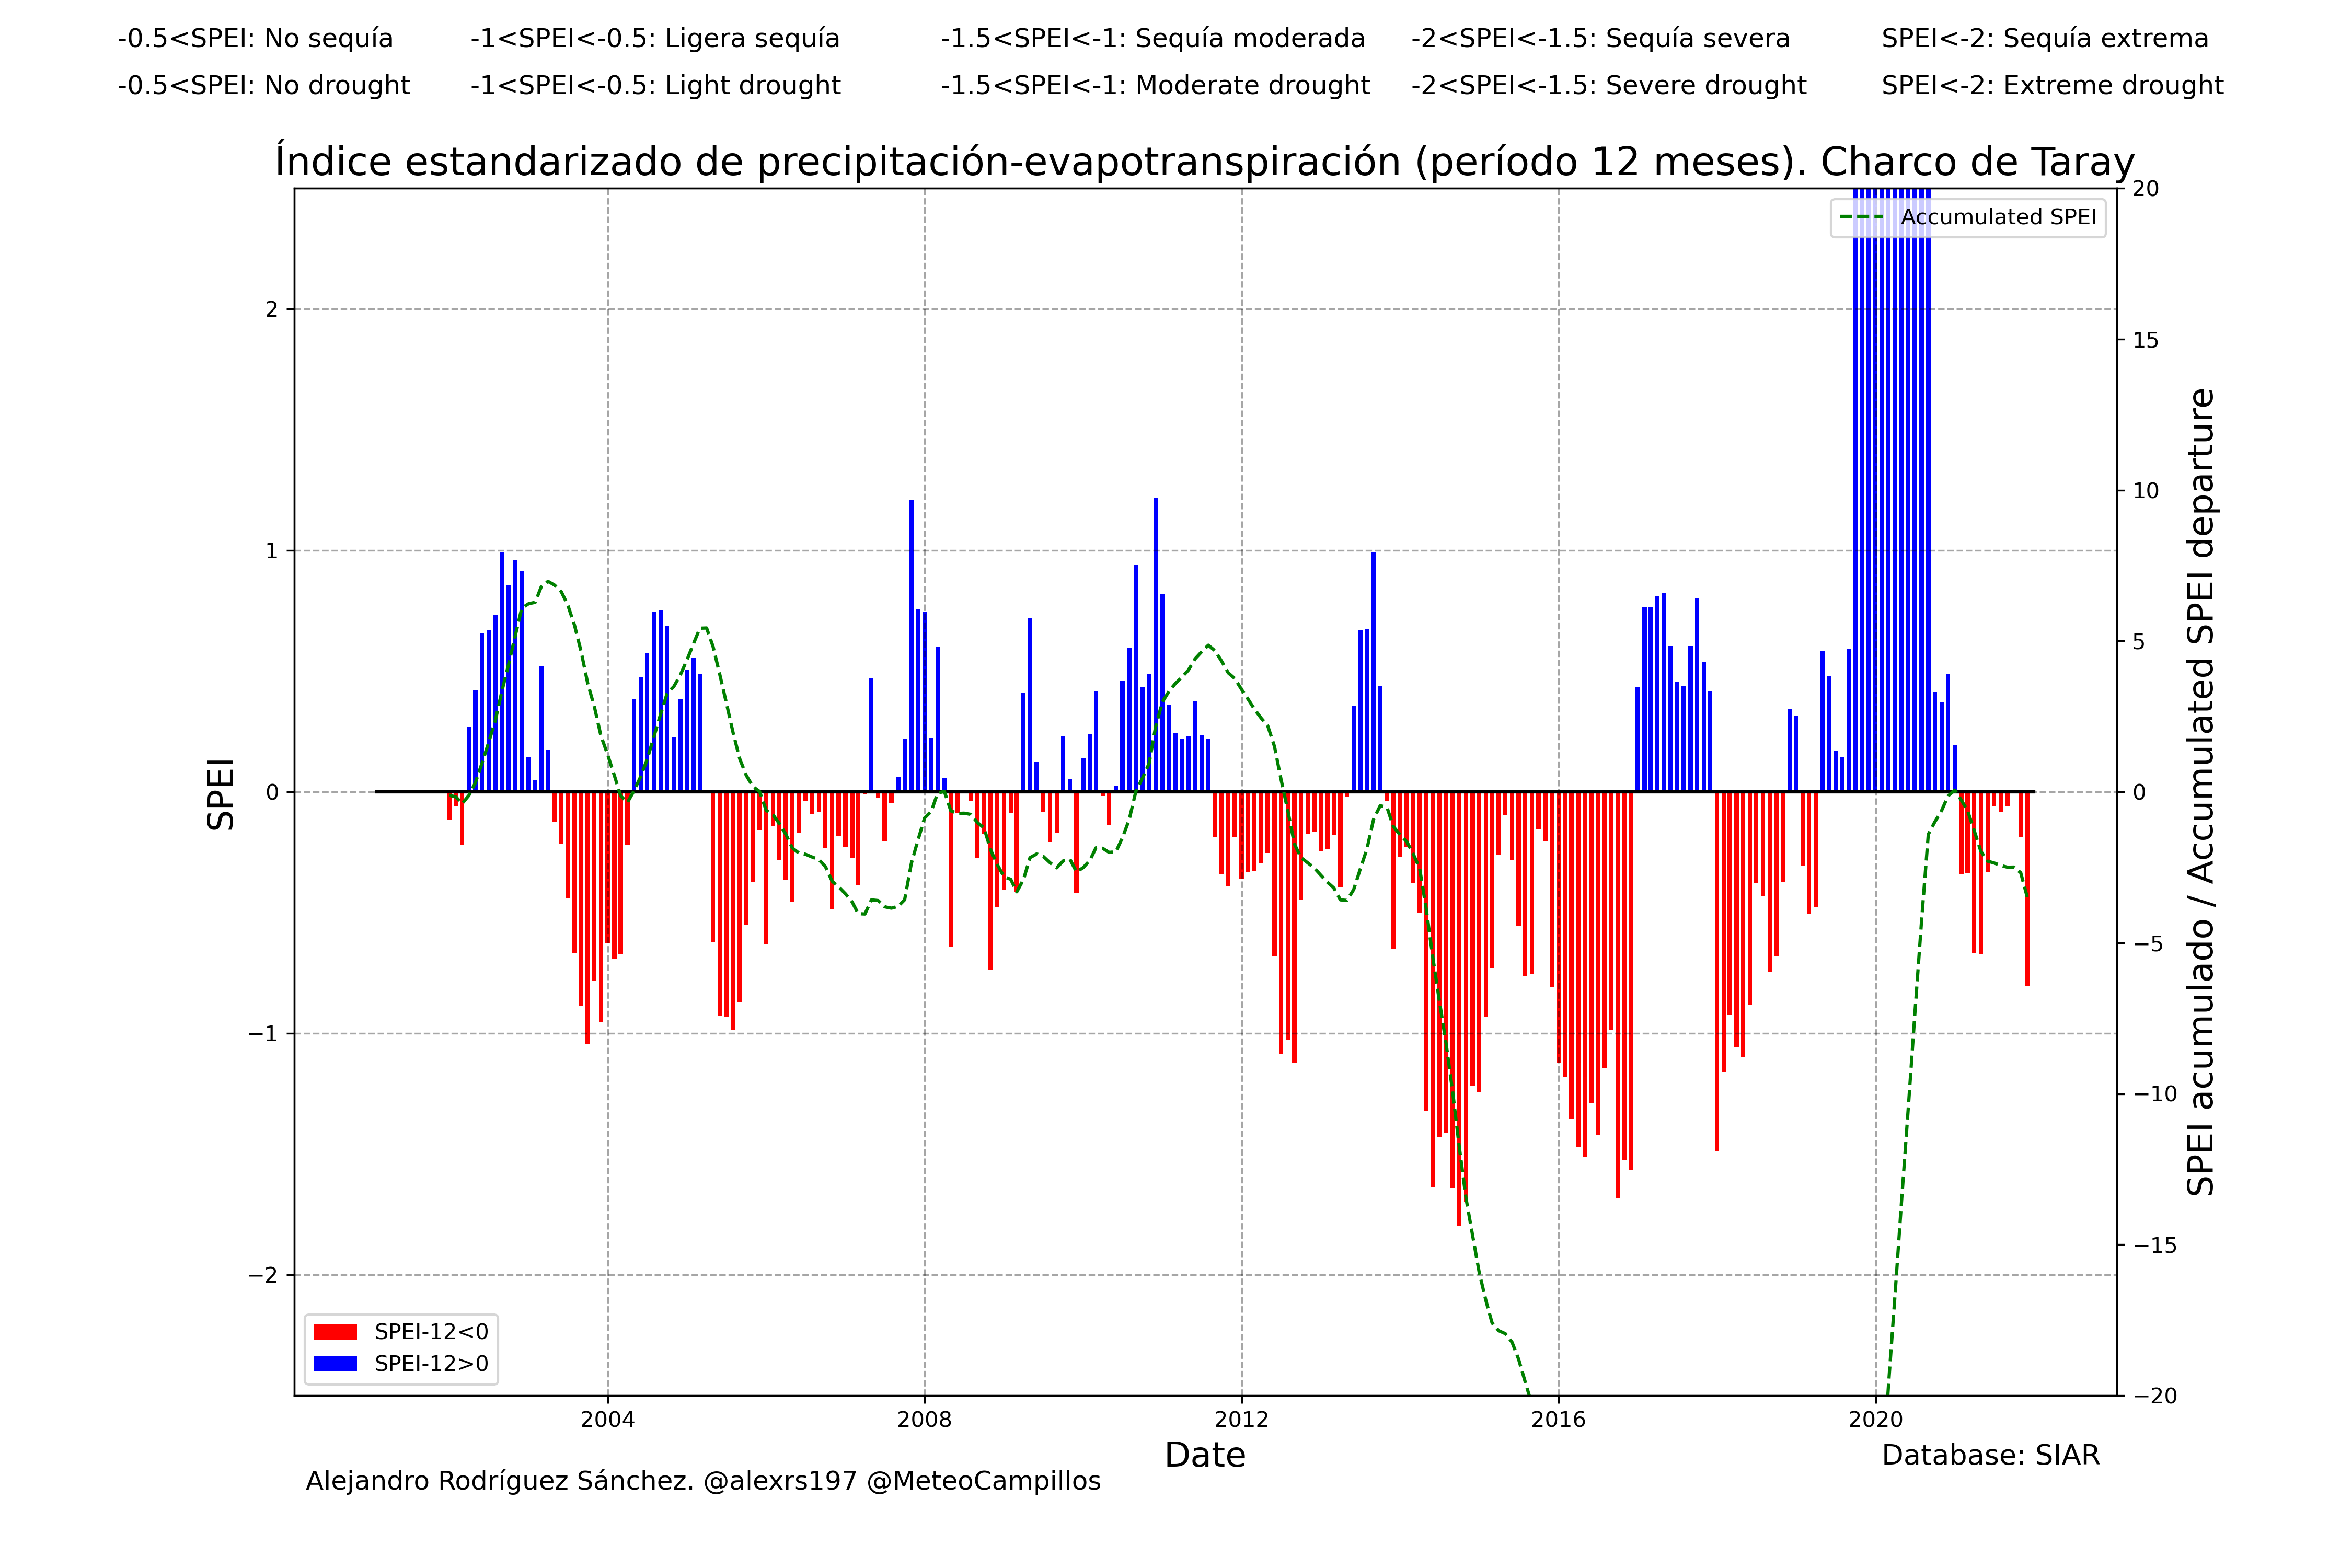 -0.5<SPEI: No sequía
-1<SPEI<-0.5: Ligera sequía
-1.5<SPEI<-1: Sequía moderada
-2<SPEI<-1.5: Sequía severa
SPEI<-2: Sequía extrema
-0.5<SPEI: No drought
-1<SPEI<-0.5: Light drought
-1.5<SPEI<-1: Moderate drought
-2<SPEI<-1.5: Severe drought
SPEI<-2: Extreme drought
Índice estandarizado de precipitación-evapotranspiración (período 12 meses). Charco de Taray
Accumulated SPEI
SPEI
2
1
0
−1
−2
20
15
10
5
0
−5
−10
−15
−20
SPEI acumulado / Accumulated SPEI departure
SPEI-12<0
SPEI-12>0
2004
2008
2012
2016
2020
Date
Database: SIAR
Alejandro Rodríguez Sánchez. @alexrs197 @MeteoCampillos